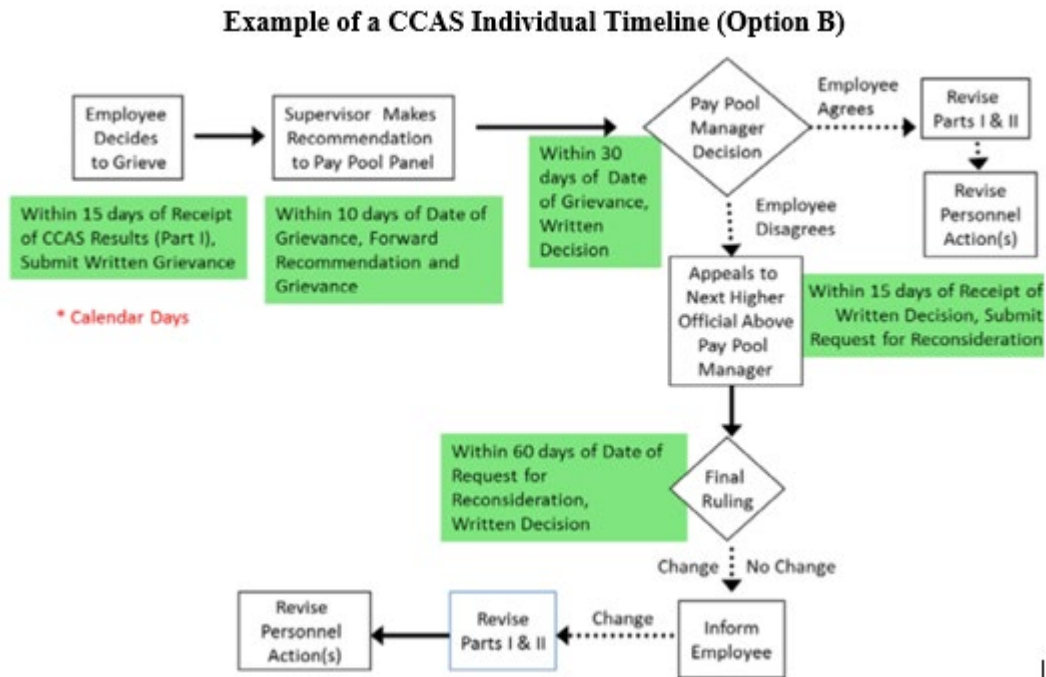 Example of a CCAS Individual Timeline (Option B)
Employee
Decides
to Grieve
Supervisor Makes
Recommendation
to Pay Pool Panel
Pay Pool
Manager
Decision
Employee
Agrees
Revise
Parts I & II
Within 15 days of Receipt
of CCAS Results (Part I),
Submit Written Grievance
Within 10 days of Date of
Grievance, Forward
Recommendation and
Grievance
Within 30
days of Date
of Grievance,
Written
Decision
Revise
Personnel
Action(s)
Employee
Disagrees
* Calendar Days
Appeals to
Next Higher
Official Above
Pay Pool
Manager
Within 15 days of Receipt of
Written Decision, Submit
Request for Reconsideration
Within 60 days of Date of
Request for
Reconsideration,
Written Decision
Final
Ruling
Change
No Change
Revise
Personnel
Action(s)
Revise
Parts I & II
Change
Inform
Employee